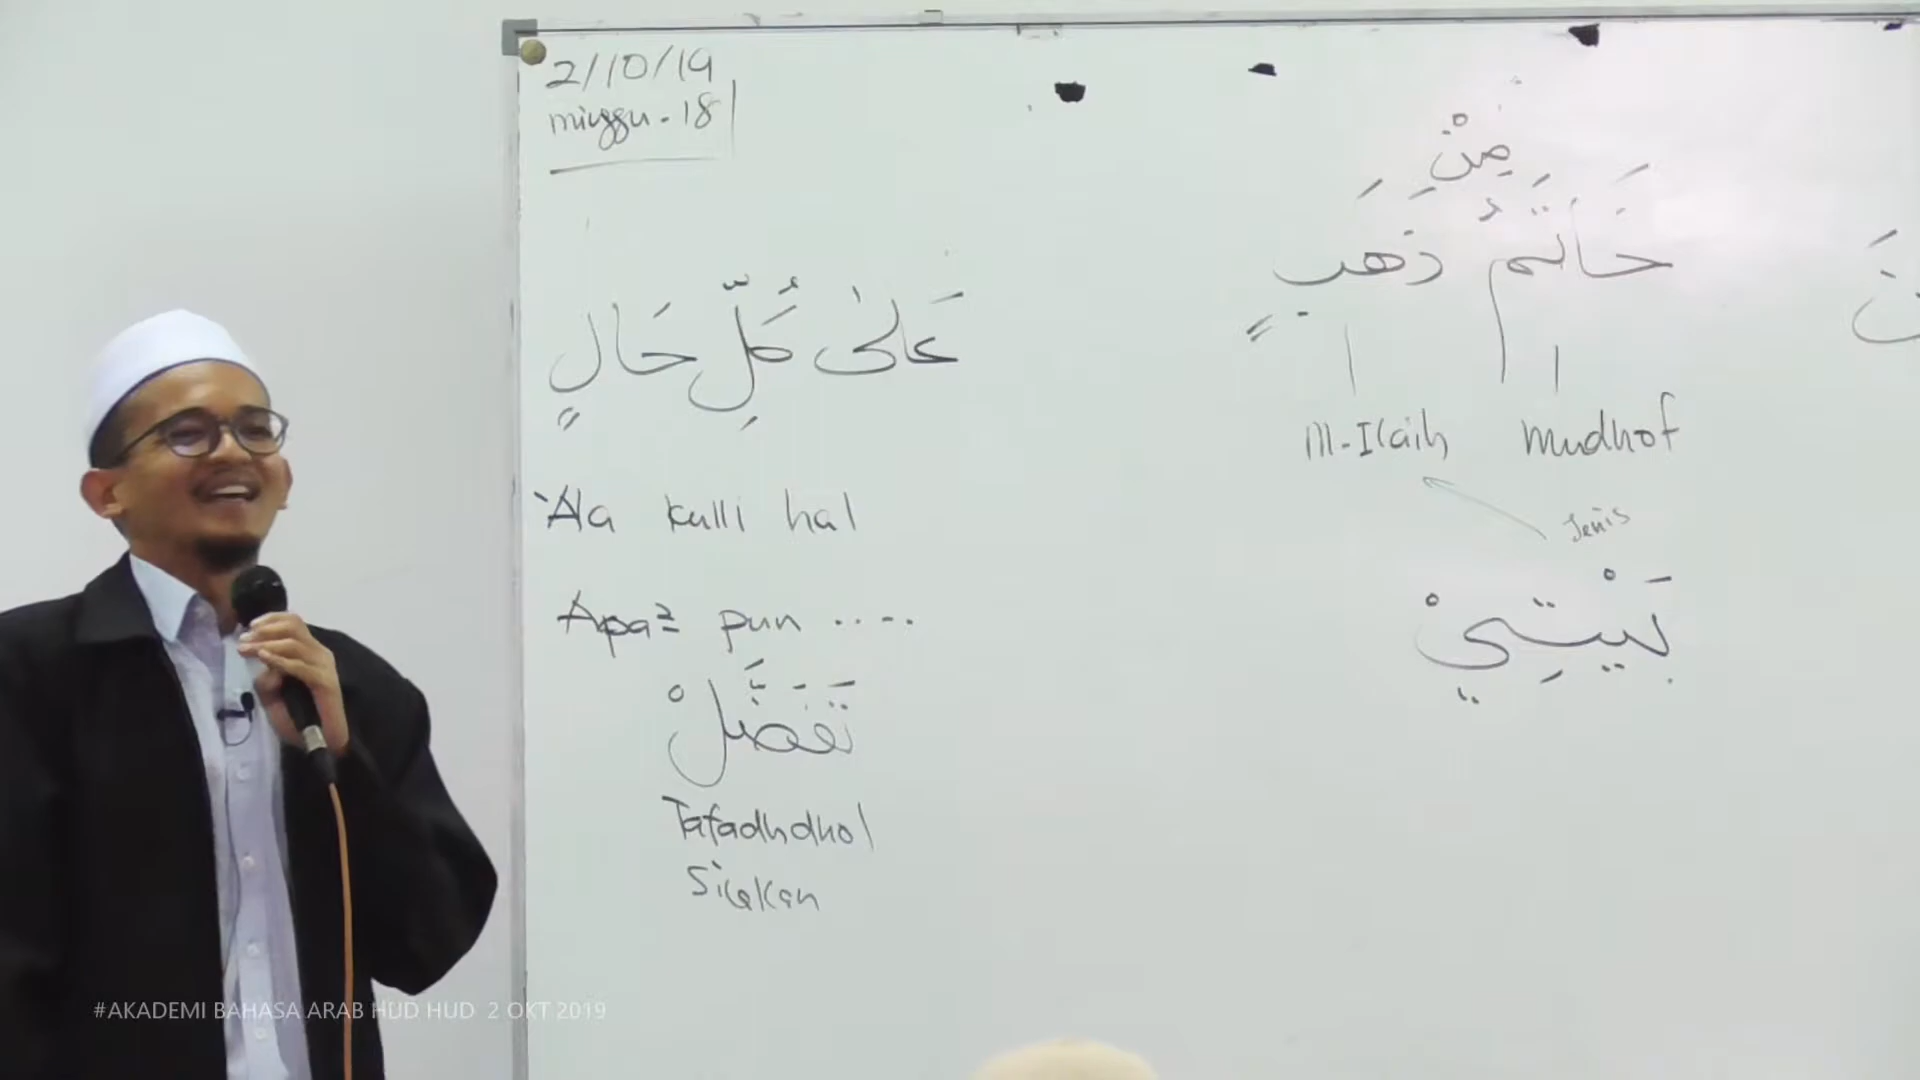 2/10/19
minggu - 18
عَلىٰ كُلِّ حَالٍ
'Ala kulli hal
Apa2 pun ....
تَفَضَّلْ
Tafadhdhol
Silakan
مِنْ
خَاتَمُ ذَهَبٍ
m-Ilaih mudhof
Jenis
بَيْتِيْ
#AKADEMI BAHASA ARAB HUD HUD 2 OKT 2019